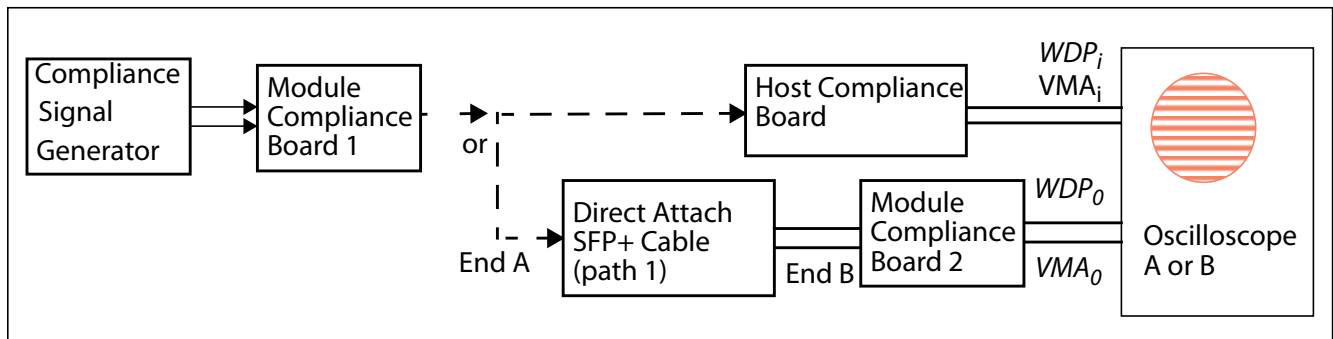 Compliance
Signal
Generator
Module
Compliance
Board 1
or
End A
Direct Attach
SFP+ Cable
(path 1)
End B
Host Compliance
Board
Module
Compliance
Board 2
WDPi
VMAi
WDP0
VMA0
Oscilloscope
A or B